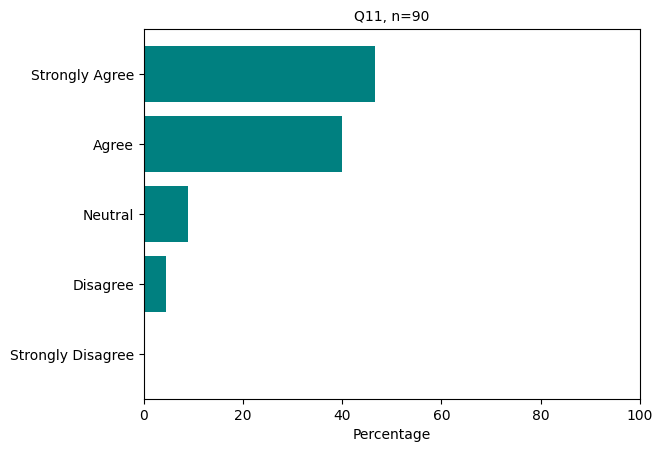 Q11, n=90
Strongly Agree
Agree
Neutral
Disagree
Strongly Disagree
0 20 40 60 80 100
Percentage